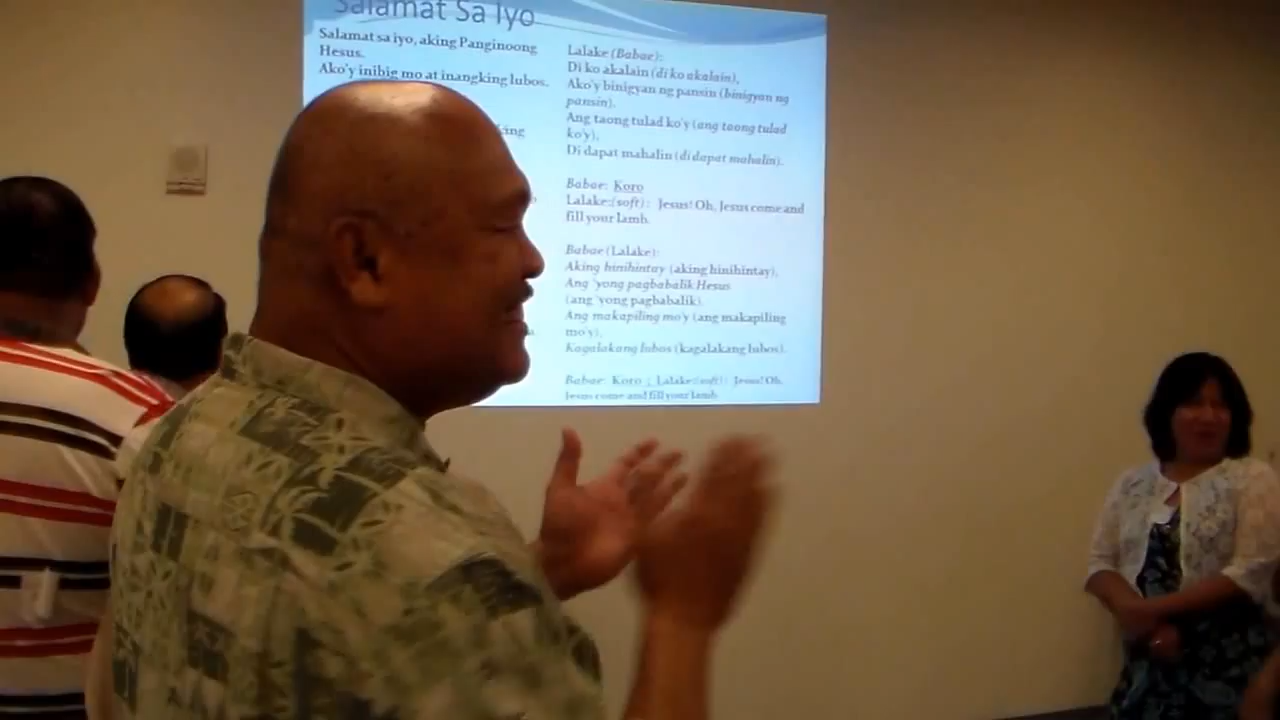 Salamat Sa Iyo
Salamat sa iyo, aking Panginoong
Hesus.
Ako'y inibig mo at inangking lubos.
Lalake (Babae):
Di ko akalain (di ko akalain),
Ako'y binigyan ng pansin (binigyan ng
pansin).
Ang taong tulad ko'y (ang taong tulad
ko'y),
Di dapat mahalin (di dapat mahalin).
Babae: Koro
Lalake:(soft): Jesus! Oh, Jesus come and
fill your lamb.
Babae (Lalake):
Aking hinihintay (aking hinihintay),
Ang 'yong pagbabalik Hesus
(ang 'yong pagbabalik).
Ang makapiling mo'y (ang makapiling
mo'y),
Kagalakang lubos (kagalakang lubos).
Babae: Koro ; Lalake:(soft): Jesus! Oh,
Jesus come and fill your lamb